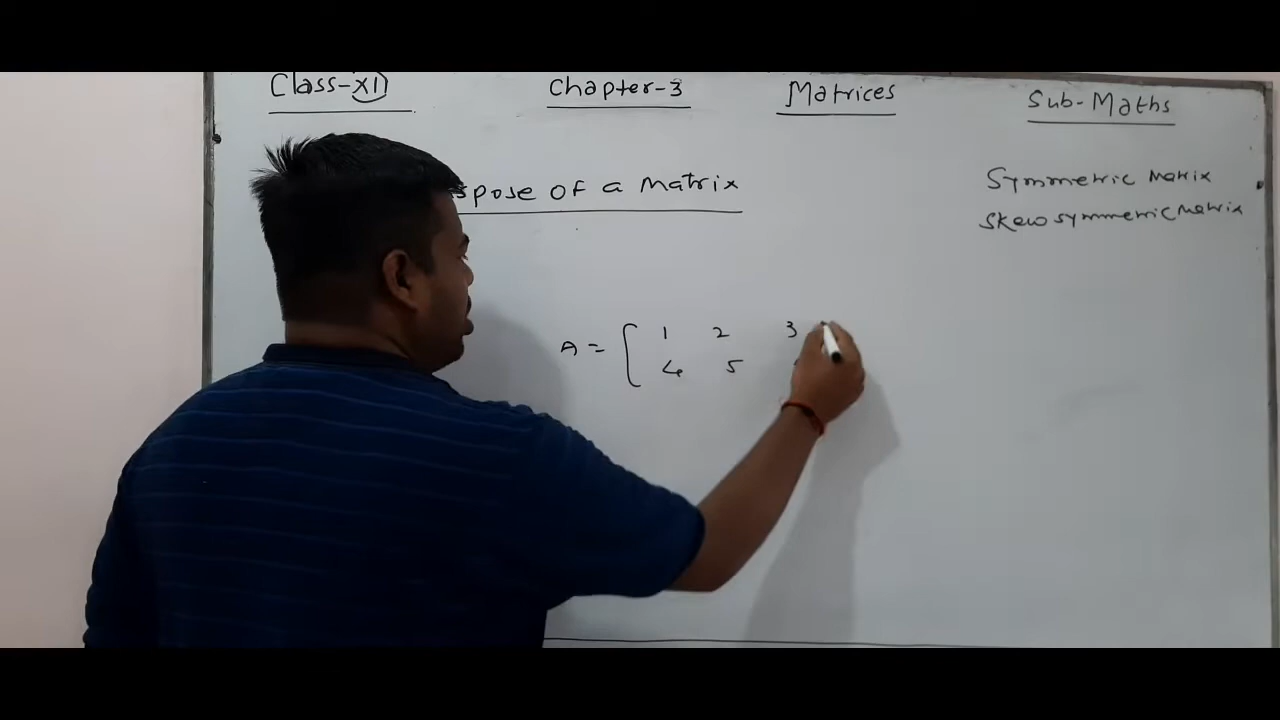 Class-XII
Chapter-3
Matrices
Sub-Maths
spose of a Matrix
Symmetric Matrix
Skew symmetric Matrix
A = [ 1 2 3
4 5